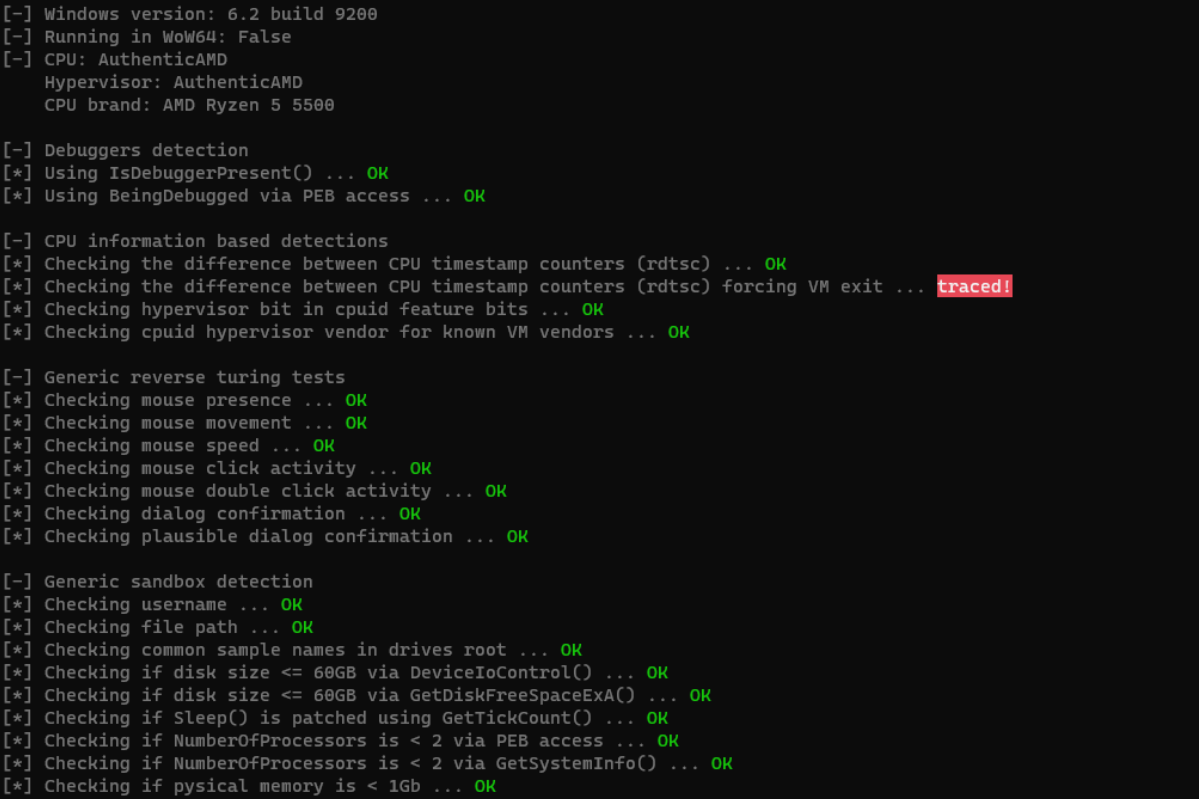 [-] Windows version: 6.2 build 9200
[-] Running in WoW64: False
[-] CPU: AuthenticAMD
    Hypervisor: AuthenticAMD
    CPU brand: AMD Ryzen 5 5500

[-] Debuggers detection
[*] Using IsDebuggerPresent() ... OK
[*] Using BeingDebugged via PEB access ... OK

[-] CPU information based detections
[*] Checking the difference between CPU timestamp counters (rdtsc) ... OK
[*] Checking the difference between CPU timestamp counters (rdtsc) forcing VM exit ... traced!
[*] Checking hypervisor bit in cpuid feature bits ... OK
[*] Checking cpuid hypervisor vendor for known VM vendors ... OK

[-] Generic reverse turing tests
[*] Checking mouse presence ... OK
[*] Checking mouse movement ... OK
[*] Checking mouse speed ... OK
[*] Checking mouse click activity ... OK
[*] Checking mouse double click activity ... OK
[*] Checking dialog confirmation ... OK
[*] Checking plausible dialog confirmation ... OK

[-] Generic sandbox detection
[*] Checking username ... OK
[*] Checking file path ... OK
[*] Checking common sample names in drives root ... OK
[*] Checking if disk size <= 60GB via DeviceIoControl() ... OK
[*] Checking if disk size <= 60GB via GetDiskFreeSpaceExA() ... OK
[*] Checking if Sleep() is patched using GetTickCount() ... OK
[*] Checking if NumberOfProcessors is < 2 via PEB access ... OK
[*] Checking if NumberOfProcessors is < 2 via GetSystemInfo() ... OK
[*] Checking if pysical memory is < 1Gb ... OK